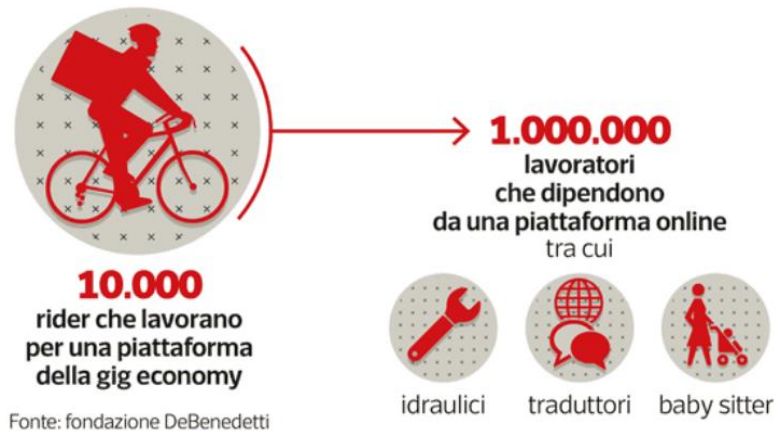 10.000
rider che lavorano
per una piattaforma
della gig economy
1.000.000
lavoratori
che dipendono
da una piattaforma online
tra cui
idraulici
traduttori
baby sitter
Fonte: fondazione DeBenedetti